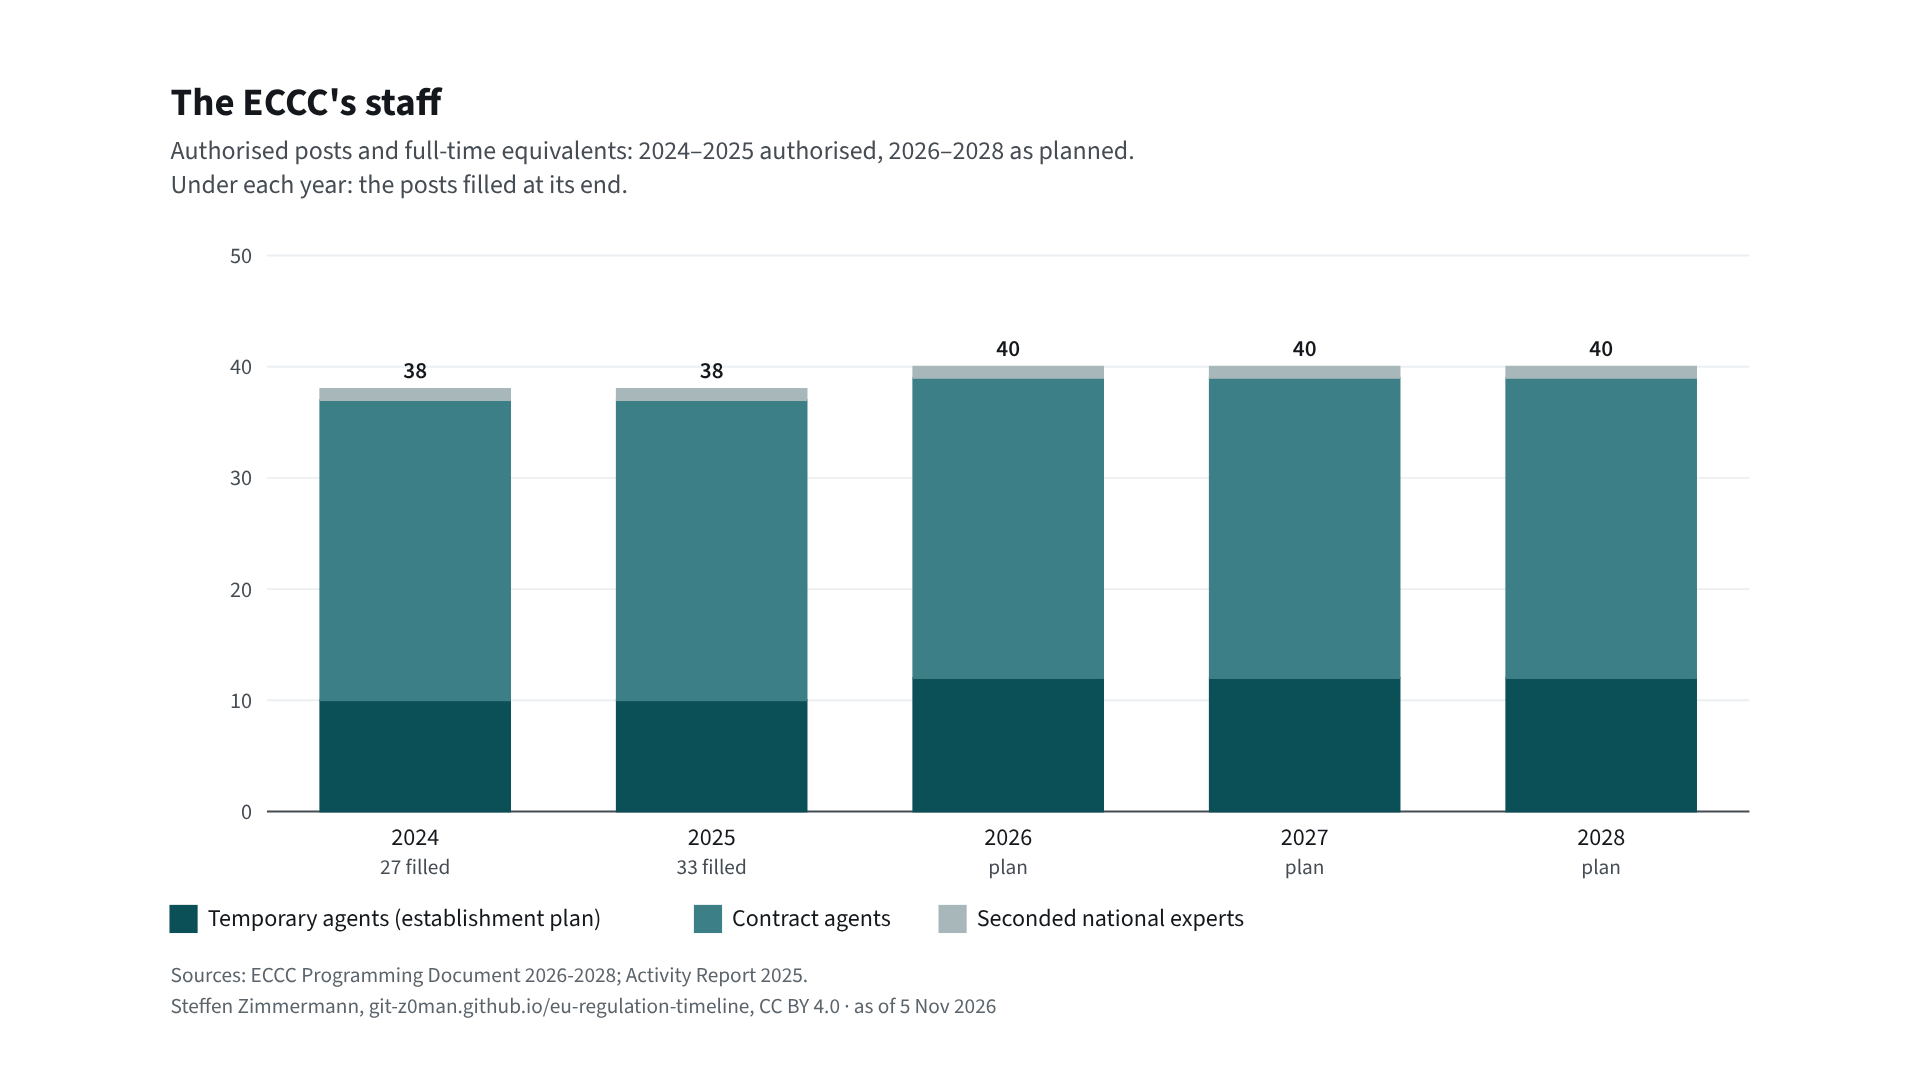 The ECCC's staff
Authorised posts and full-time equivalents: 2024–2025 authorised, 2026–2028 as planned.
Under each year: the posts filled at its end.
50
40
30
20
10
0
38
38
40
40
40
2024
2025
2026
2027
2028
27 filled
33 filled
plan
plan
plan
Temporary agents (establishment plan)
Contract agents
Seconded national experts
Sources: ECCC Programming Document 2026-2028; Activity Report 2025.
Steffen Zimmermann, git-z0man.github.io/eu-regulation-timeline, CC BY 4.0 · as of 5 Nov 2026